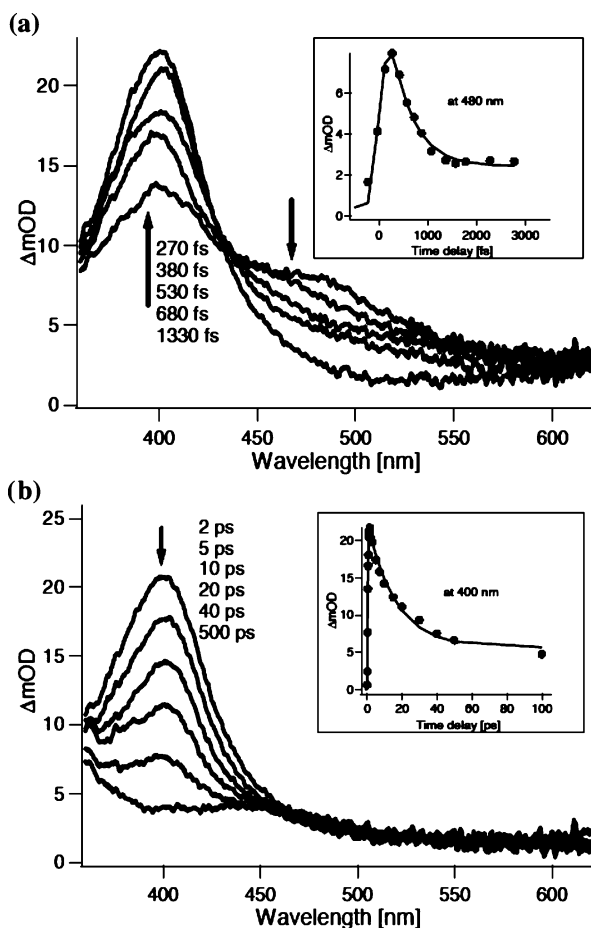 (a)
20
15
10
5
0
ΔmOD
270 fs
380 fs
530 fs
680 fs
1330 fs
400
450
500
550
600
Wavelength [nm]
8
6
4
2
0
ΔmOD
at 480 nm
0
1000
2000
3000
Time delay [fs]
(b)
25
20
15
10
5
0
ΔmOD
2 ps
5 ps
10 ps
20 ps
40 ps
500 ps
400
450
500
550
600
Wavelength [nm]
20
15
10
5
0
ΔmOD
at 400 nm
0
20
40
60
80
100
Time delay [ps]